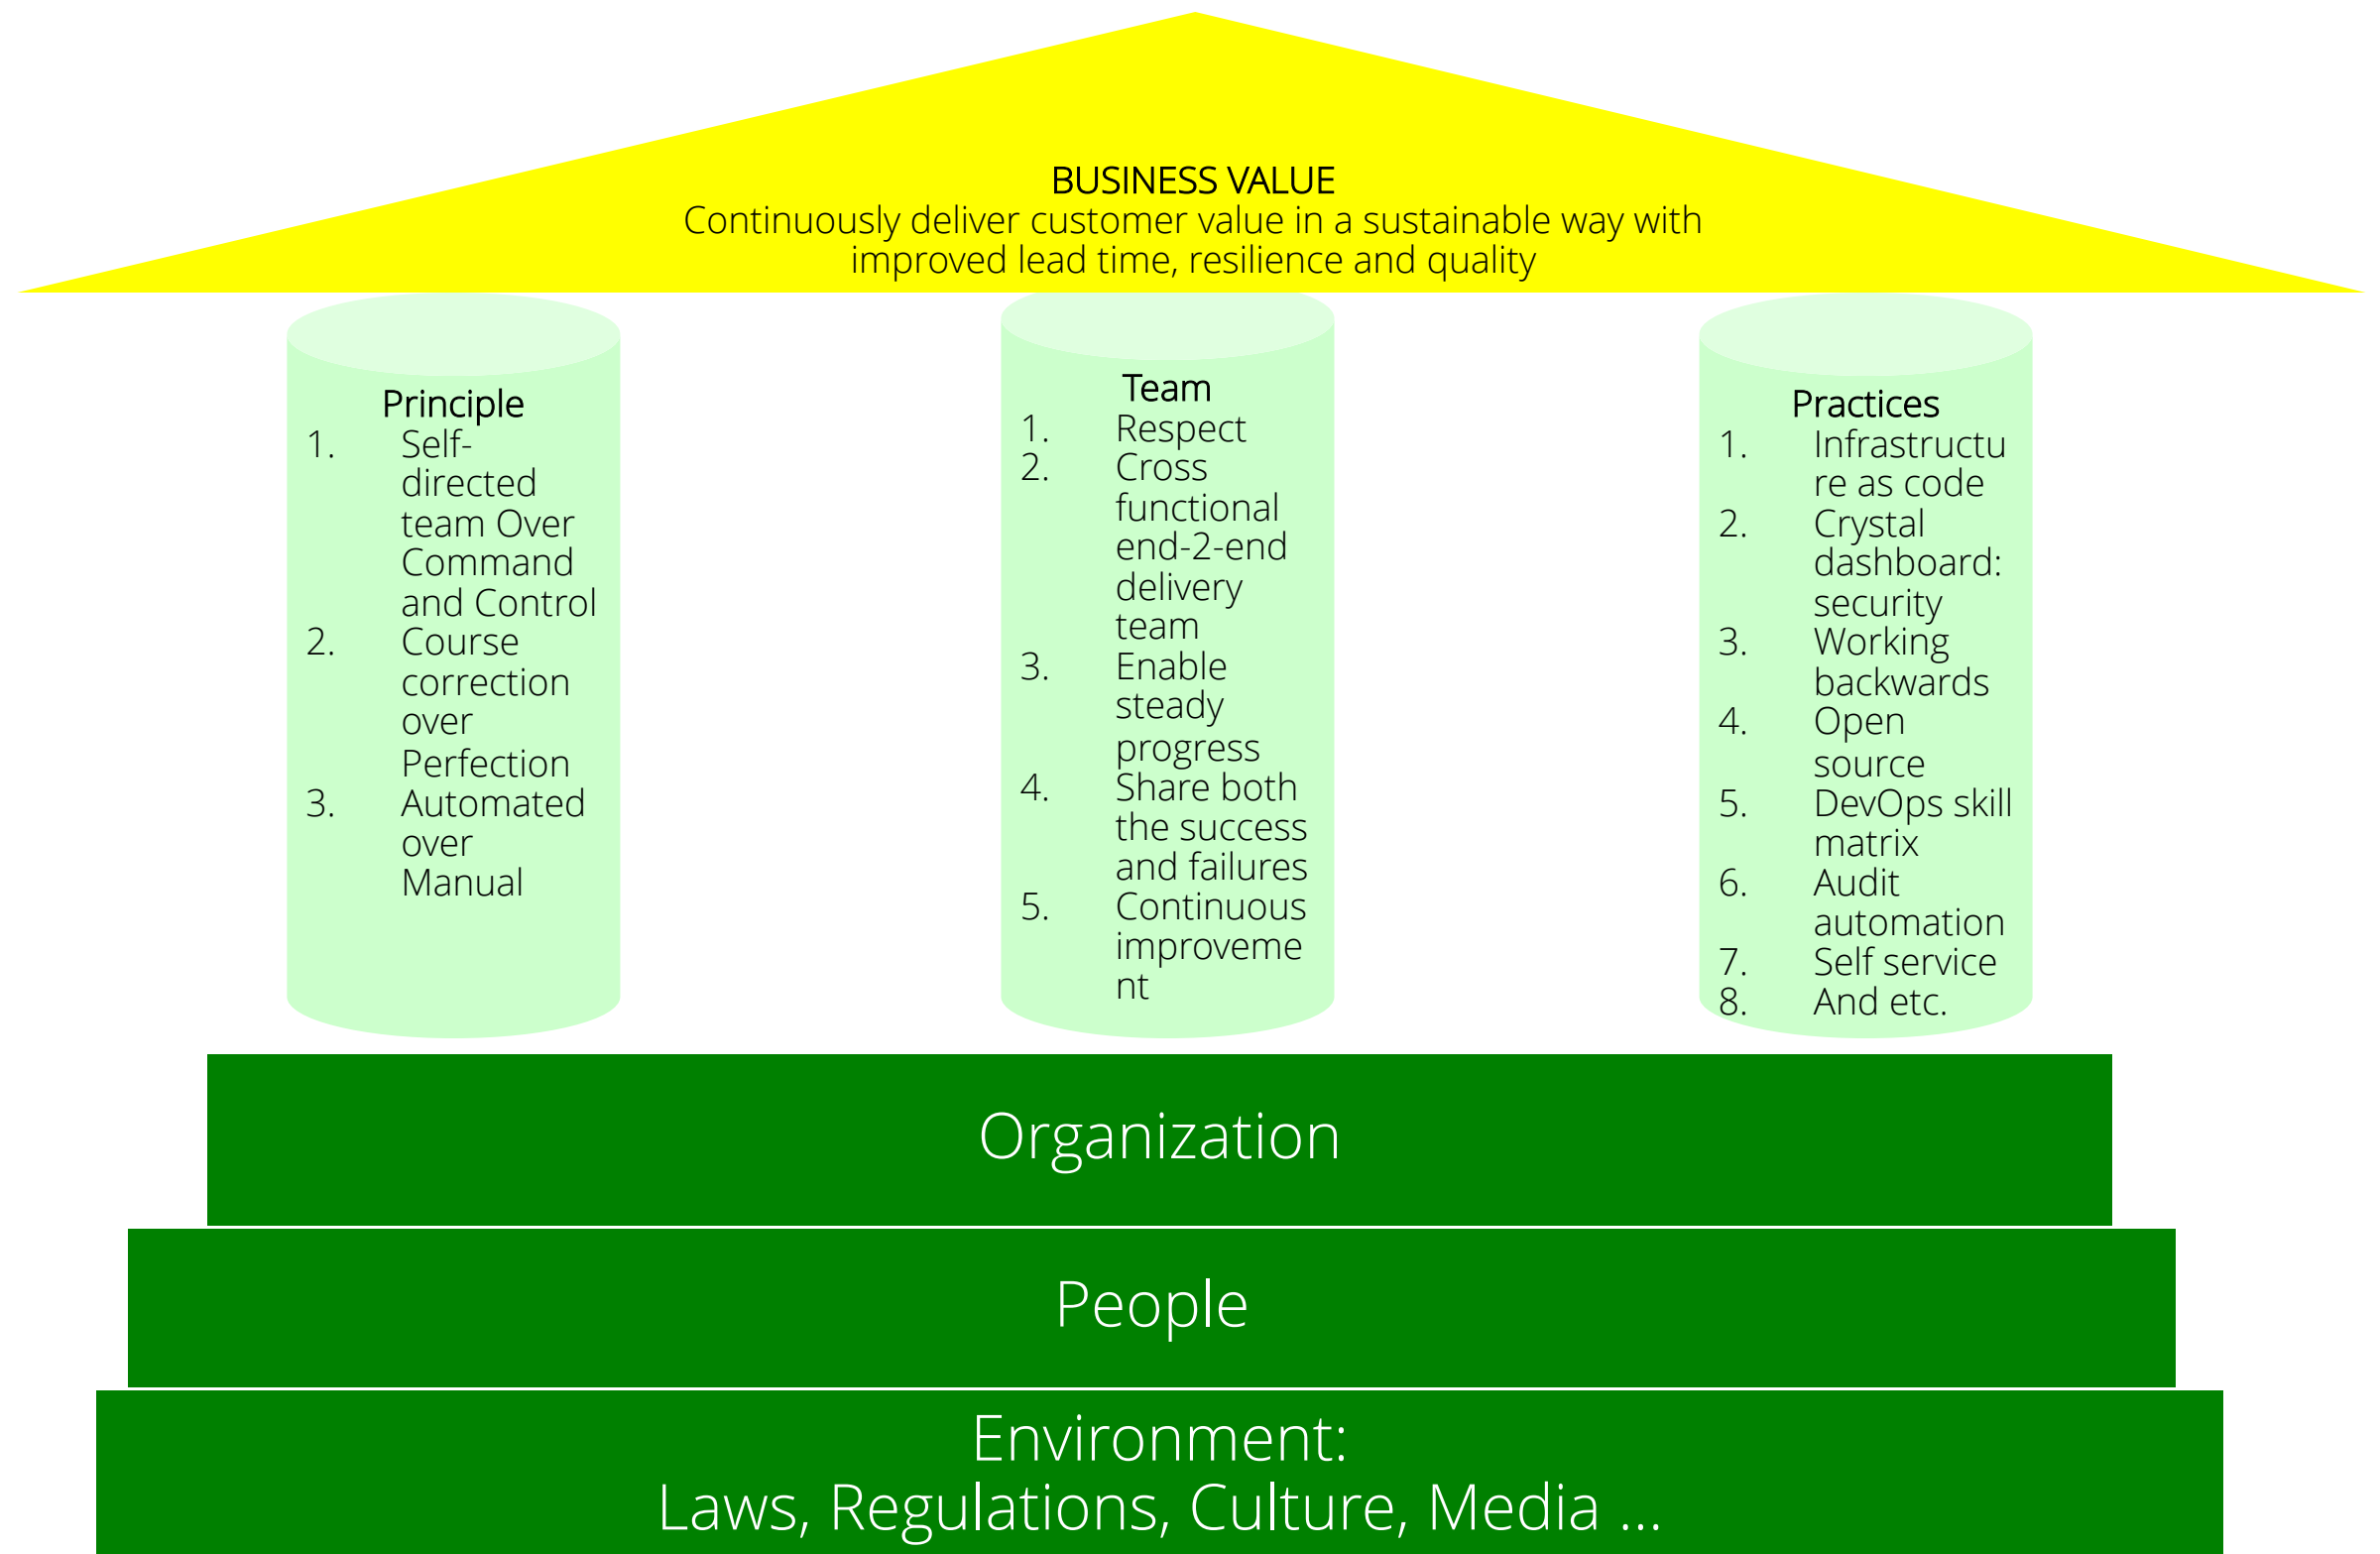 BUSINESS VALUE
Continuously deliver customer value in a sustainable way with
improved lead time, resilience and quality
Principle
1. Self-
directed
team Over
Command
and Control
2. Course
correction
over
Perfection
3. Automated
over
Manual
Team
1. Respect
2. Cross
functional
end-2-end
delivery
team
3. Enable
steady
progress
4. Share both
the success
and failures
5. Continuous
improveme
nt
Practices
1. Infrastructu
re as code
2. Crystal
dashboard:
security
3. Working
backwards
4. Open
source
5. DevOps skill
matrix
6. Audit
automation
7. Self service
8. And etc.
Organization
People
Environment:
Laws, Regulations, Culture, Media ...